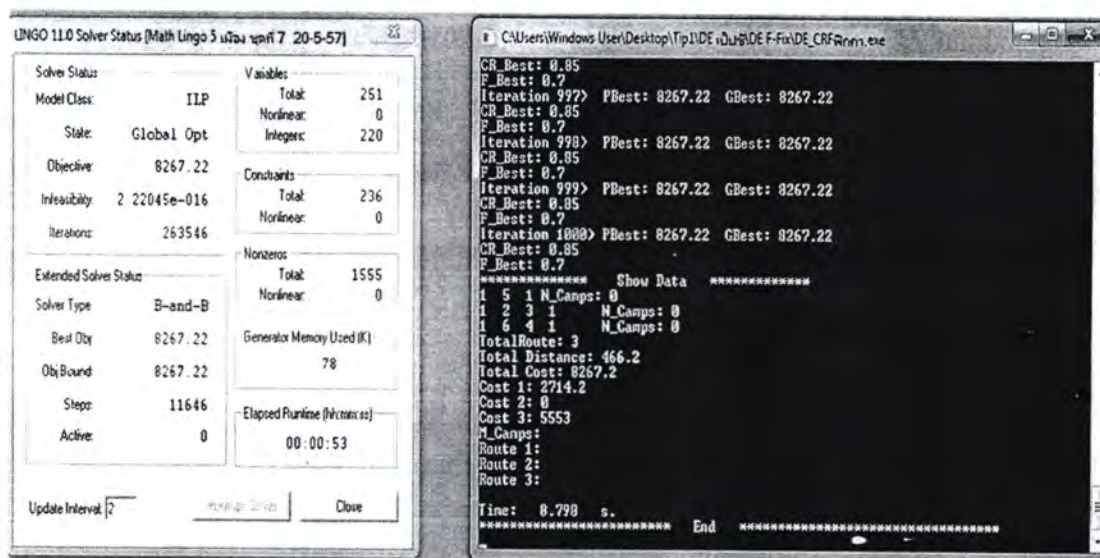 LINGO 11.0 Solver Status [Math Lingo 5 เมือง ชุดที่ 7 20-5-57]
Solver Status
Model Class: ILP
State: Global Opt
Objective: 8267.22
Infeasibility: 2.22045e-016
Iterations: 263546
Extended Solver Status
Solver Type B-and-B
Best Obj 8267.22
Obj Bound: 8267.22
Steps: 11646
Active: 0
Update Interval: 2
Variables
Total: 251
Nonlinear: 0
Integers: 220
Constraints
Total: 236
Nonlinear: 0
Nonzeros
Total: 1555
Nonlinear: 0
Generator Memory Used (K)
78
Elapsed Runtime (hh:mm:ss)
00:00:53
Close
C:\Users\Windows User\Desktop\Tip1\DE F-Fix\DE_CRF
CR_Best: 0.85
F_Best: 0.7
Iteration 997> PBest: 8267.22 GBest: 8267.22
CR_Best: 0.85
F_Best: 0.7
Iteration 998> PBest: 8267.22 GBest: 8267.22
CR_Best: 0.85
F_Best: 0.7
Iteration 999> PBest: 8267.22 GBest: 8267.22
CR_Best: 0.85
F_Best: 0.7
Iteration 1000> PBest: 8267.22 GBest: 8267.22
CR_Best: 0.85
F_Best: 0.7
************** Show Data *************
1 5 1 N_Camps: 0
1 2 3 1 N_Camps: 0
1 6 4 1 N_Camps: 0
TotalRoute: 3
Total Distance: 466.2
Total Cost: 8267.2
Cost 1: 2714.2
Cost 2: 0
Cost 3: 5553
M_Camps:
Route 1:
Route 2:
Route 3:
Time: 8.798 s.
************************* End **********************************